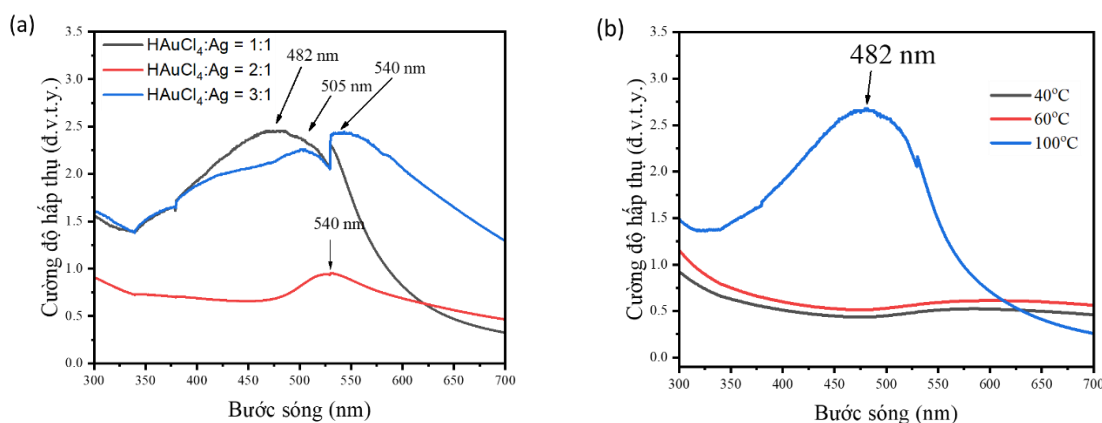 (a)
HAuCl₄:Ag = 1:1
HAuCl₄:Ag = 2:1
HAuCl₄:Ag = 3:1
482 nm
505 nm
540 nm
540 nm
Cường độ hấp thụ (đ.v.t.y.)
3.5
3.0
2.5
2.0
1.5
1.0
0.5
0.0
300 350 400 450 500 550 600 650 700
Bước sóng (nm)
(b)
482 nm
40°C
60°C
100°C
Cường độ hấp thụ (đ.v.t.y.)
3.5
3.0
2.5
2.0
1.5
1.0
0.5
0.0
300 350 400 450 500 550 600 650 700
Bước sóng (nm)